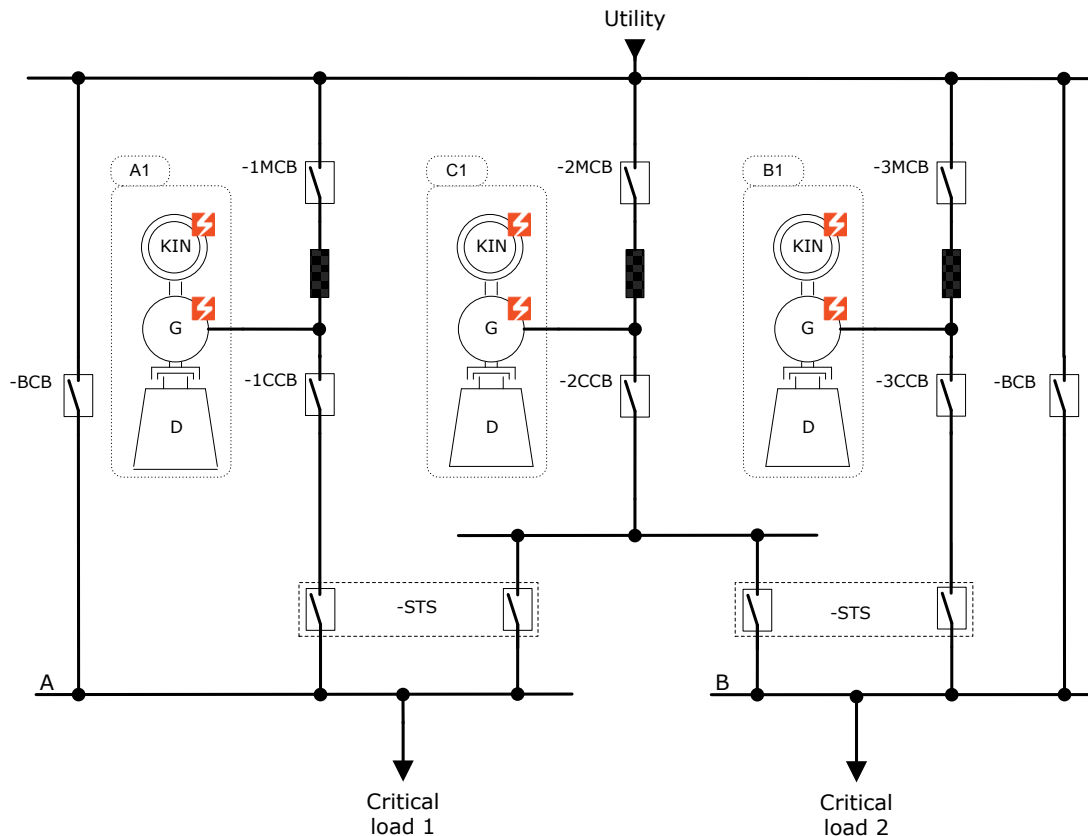 Utility
A1
-1MCB
C1
-2MCB
B1
-3MCB
KIN
KIN
KIN
G
G
G
-BCB
-1CCB
-2CCB
-3CCB
-BCB
D
D
D
-STS
-STS
A
B
Critical
load 1
Critical
load 2